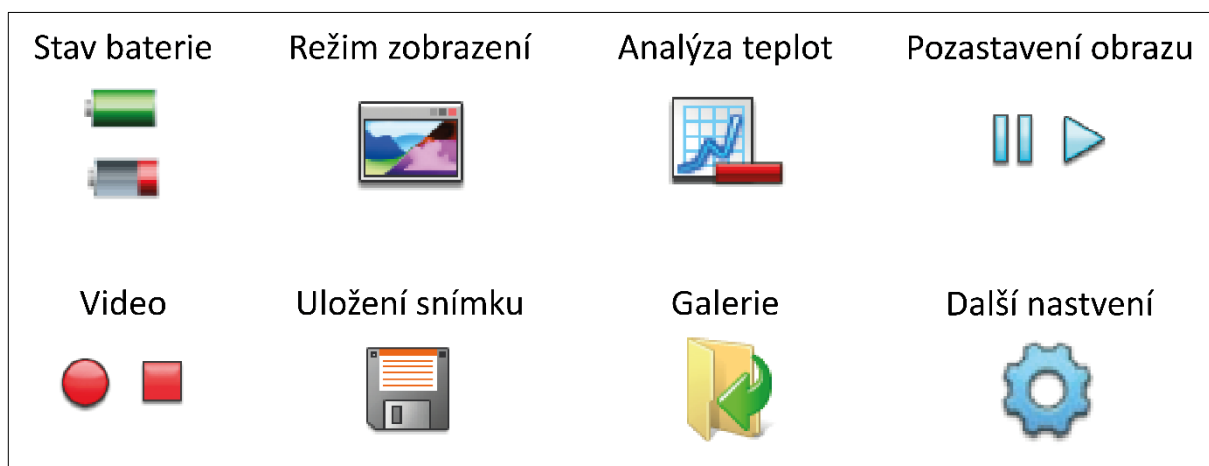 Stav baterie
Režim zobrazení
Analýza teplot
Pozastavení obrazu
Video
Uložení snímku
Galerie
Další nastvení